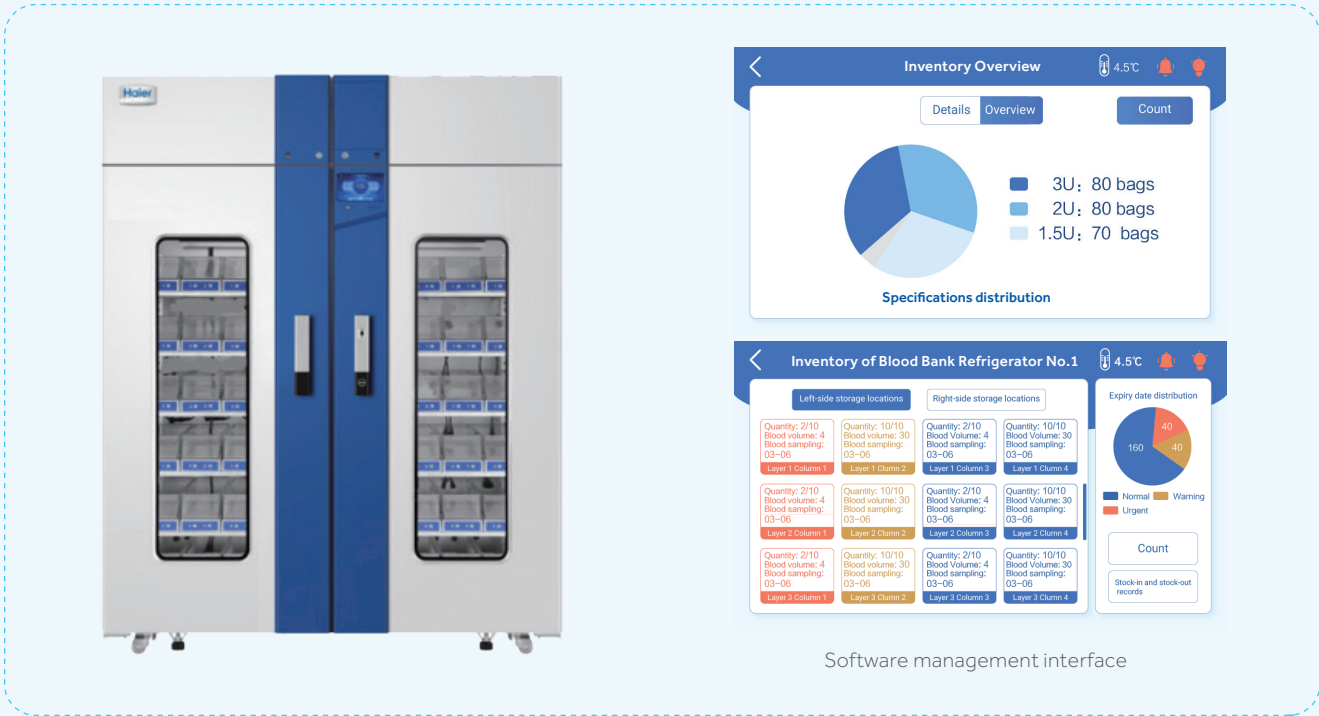 Haier
Inventory Overview
4.5℃
Details
Overview
Count
3U: 80 bags
2U: 80 bags
1.5U: 70 bags
Specifications distribution
Inventory of Blood Bank Refrigerator No.1
4.5℃
Left-side storage locations
Right-side storage locations
Quantity: 2/10
Blood volume: 4
Blood sampling:
03-06
Layer 1 Column 1
Quantity: 10/10
Blood volume: 30
Blood sampling:
03-06
Layer 1 Clumn 2
Quantity: 2/10
Blood Volume: 4
Blood sampling:
03-06
Layer 1 Column 3
Quantity: 10/10
Blood Volume: 30
Blood sampling:
03-06
Layer 1 Clumn 4
Quantity: 2/10
Blood volume: 4
Blood sampling:
03-06
Layer 2 Column 1
Quantity: 10/10
Blood volume: 30
Blood sampling:
03-06
Layer 2 Clumn 2
Quantity: 2/10
Blood Volume: 4
Blood sampling:
03-06
Layer 2 Column 3
Quantity: 10/10
Blood Volume: 30
Blood sampling:
03-06
Layer 2 Clumn 4
Quantity: 2/10
Blood volume: 4
Blood sampling:
03-06
Layer 3 Column 1
Quantity: 10/10
Blood volume: 30
Blood sampling:
03-06
Layer 3 Clumn 2
Quantity: 2/10
Blood Volume: 4
Blood sampling:
03-06
Layer 3 Column 3
Quantity: 10/10
Blood Volume: 30
Blood sampling:
03-06
Layer 3 Clumn 4
Expiry date distribution
40
160
40
Normal
Warning
Urgent
Count
Stock-in and stock-out
records
Software management interface